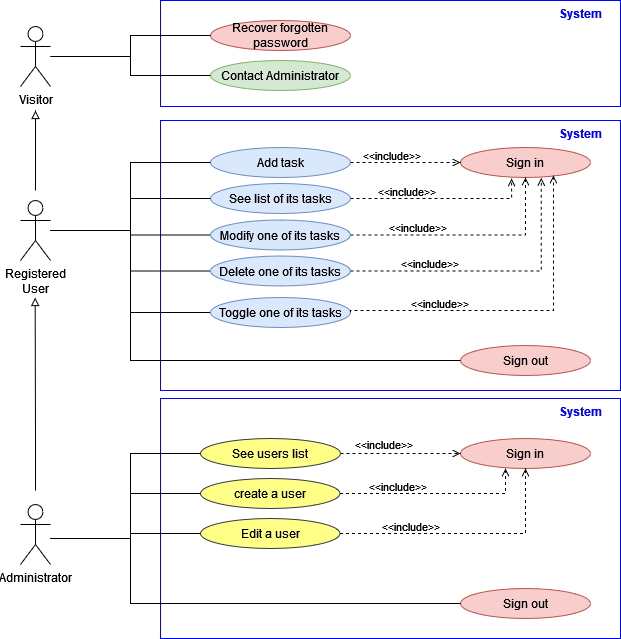 System
Recover forgotten
password
Contact Administrator
Visitor
System
Add task
<<include>>
Sign in
See list of its tasks
<<include>>
Modify one of its tasks
<<include>>
Delete one of its tasks
<<include>>
Toggle one of its tasks
<<include>>
Registered
User
Sign out
System
See users list
<<include>>
Sign in
create a user
<<include>>
Edit a user
<<include>>
Administrator
Sign out